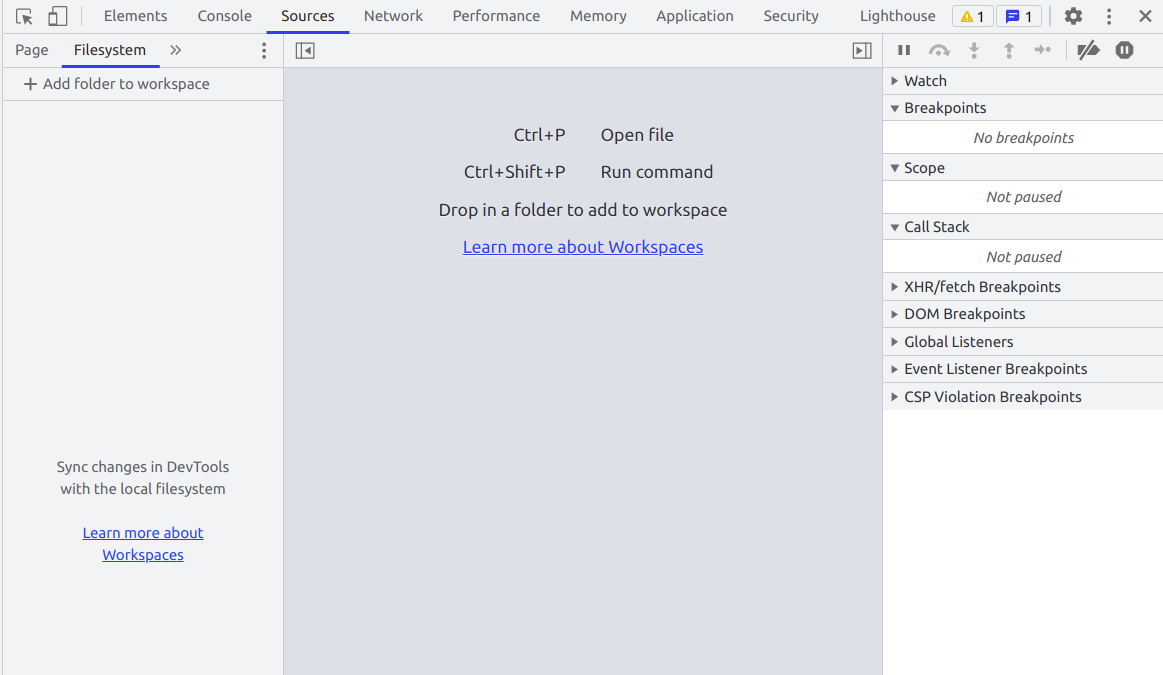 Elements Console Sources Network Performance Memory Application Security Lighthouse 1 1
Page Filesystem
Add folder to workspace
Sync changes in DevTools
with the local filesystem
Learn more about
Workspaces
Ctrl+P Open file
Ctrl+Shift+P Run command
Drop in a folder to add to workspace
Learn more about Workspaces
Watch
Breakpoints
No breakpoints
Scope
Not paused
Call Stack
Not paused
XHR/fetch Breakpoints
DOM Breakpoints
Global Listeners
Event Listener Breakpoints
CSP Violation Breakpoints